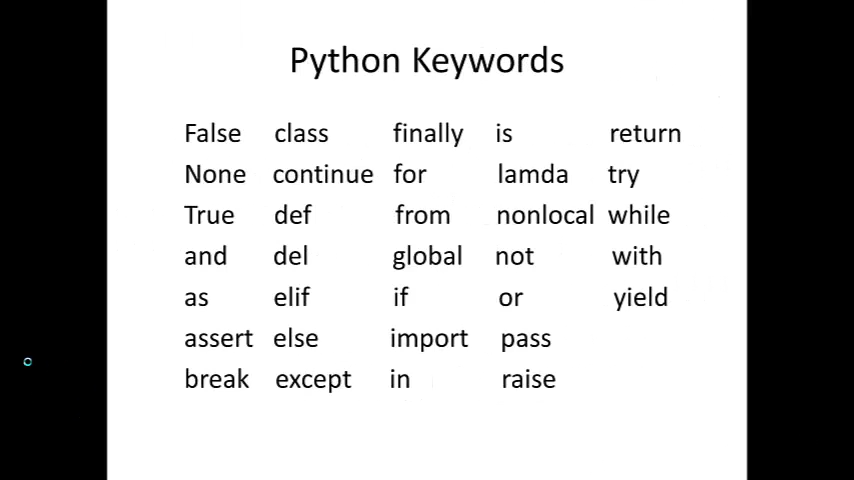 Python Keywords
False class finally is return
None continue for lamda try
True def from nonlocal while
and del global not with
as elif if or yield
assert else import pass
break except in raise